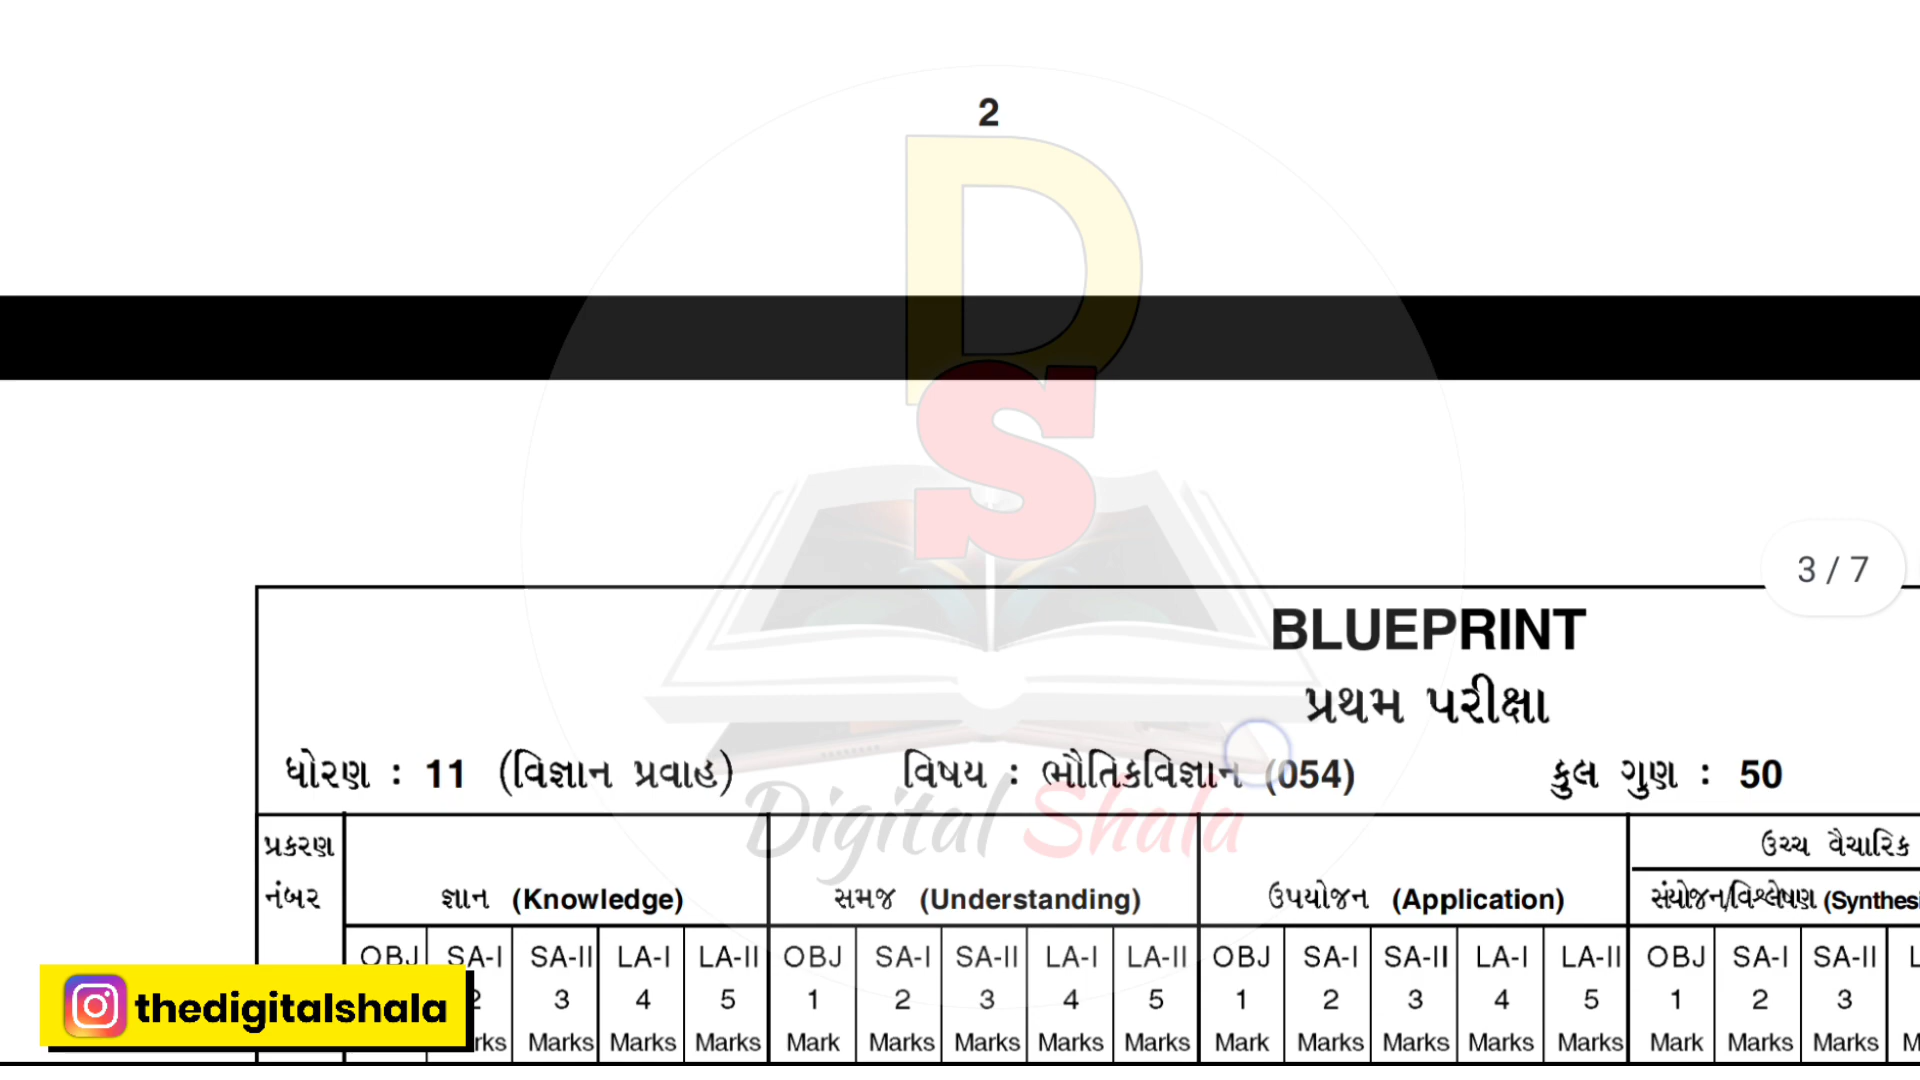 2
D
S
3 / 7
BLUEPRINT
પ્રથમ પરીક્ષા
ધોરણ : 11 (વિજ્ઞાન પ્રવાહ) વિષય : ભૌતિકવિજ્ઞાન (054) કુલ ગુણ : 50
Digital Shala
પ્રકરણ નંબર
જ્ઞાન (Knowledge) સમજ (Understanding) ઉપયોજન (Application) ઉચ્ચ વૈચારિક
સંયોજન/વિશ્લેષણ
OBJ SA-I SA-II LA-I LA-II OBJ SA-I SA-II LA-I LA-II OBJ SA-I SA-II LA-I LA-II OBJ SA-I SA-II
2 3 4 5 1 2 3 4 5 1 2 3 4 5 1 2 3
Marks Marks Marks Mark Marks Marks Marks Marks Mark Marks Marks Marks Marks Mark Marks Marks
thedigitalshala